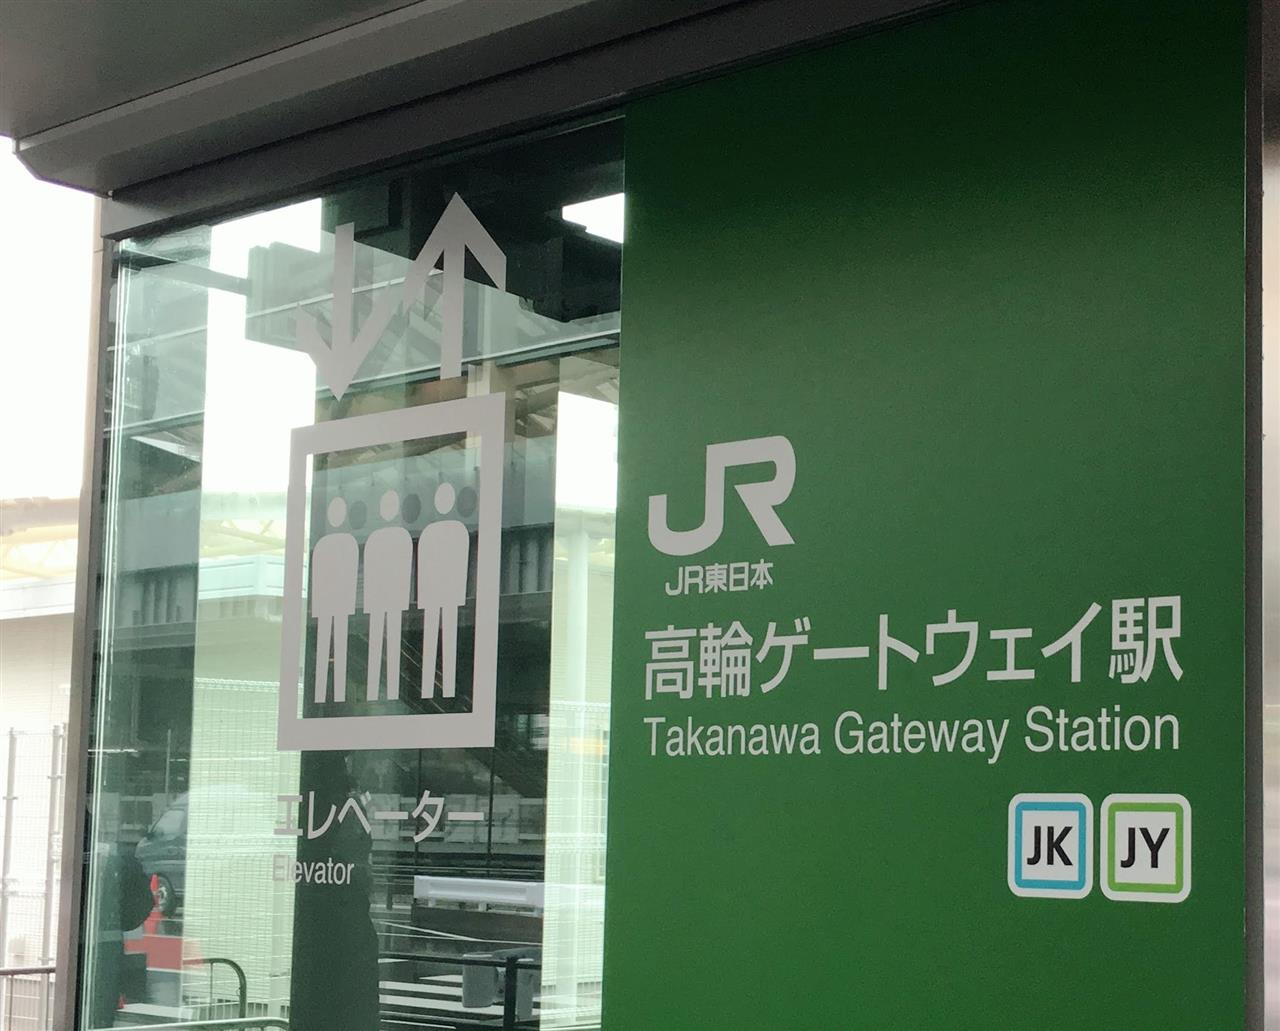 エレベーター
Elevator
JR
JR東日本
高輪ゲートウェイ駅
Takanawa Gateway Station
JK JY